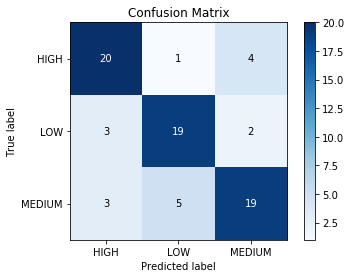 Confusion Matrix
True label
HIGH
LOW
MEDIUM
20 1 4
3 19 2
3 5 19
HIGH LOW MEDIUM
Predicted label
20.0
17.5
15.0
12.5
10.0
7.5
5.0
2.5